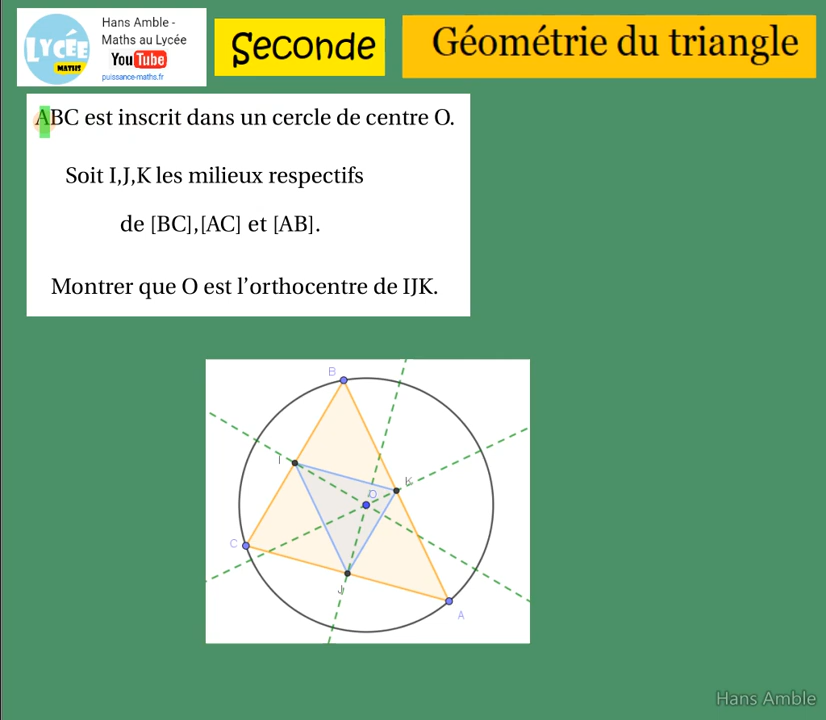 Hans Amble -
Maths au Lycée
YouTube
puissance-maths.fr
LYCÉE
MATHS
Seconde
Géométrie du triangle
ABC est inscrit dans un cercle de centre O.
Soit I,J,K les milieux respectifs
de [BC],[AC] et [AB].
Montrer que O est l’orthocentre de IJK.
B
I
K
O
C
J
A
Hans Amble